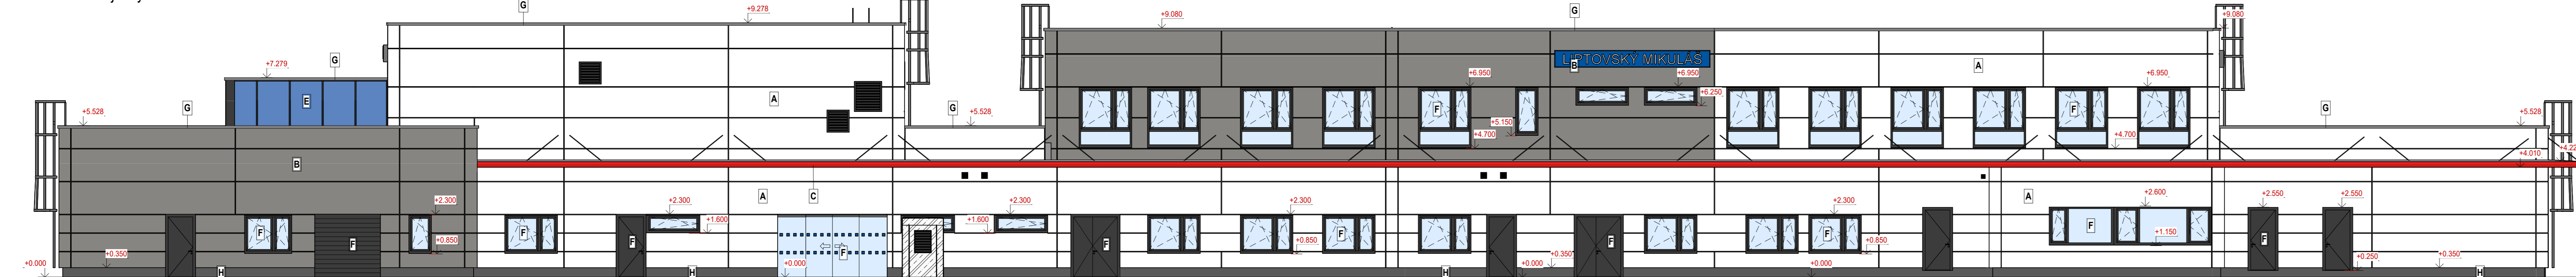 G
+9.278
+9.080
G
+9.080
LIPTOVSKÝ MIKULÁŠ
B
A
G
+7.279
E
A
+6.950
+6.950
+6.950
+6.250
G
+5.528
G
+5.528
F
F
G
+5.528
+5.150
+4.700
+4.700
B
+4.010
A
C
A
+2.300
+2.300
+2.300
+2.300
+2.300
+2.600
+2.550
+2.550
+1.600
+1.600
F
F
F
F
F
F
F
F
F
F
F
F
+1.150
+0.850
+0.850
+0.850
+0.350
+0.350
+0.250
+0.350
+0.000
+0.000
+0.000
+0.000
H
H
H
H